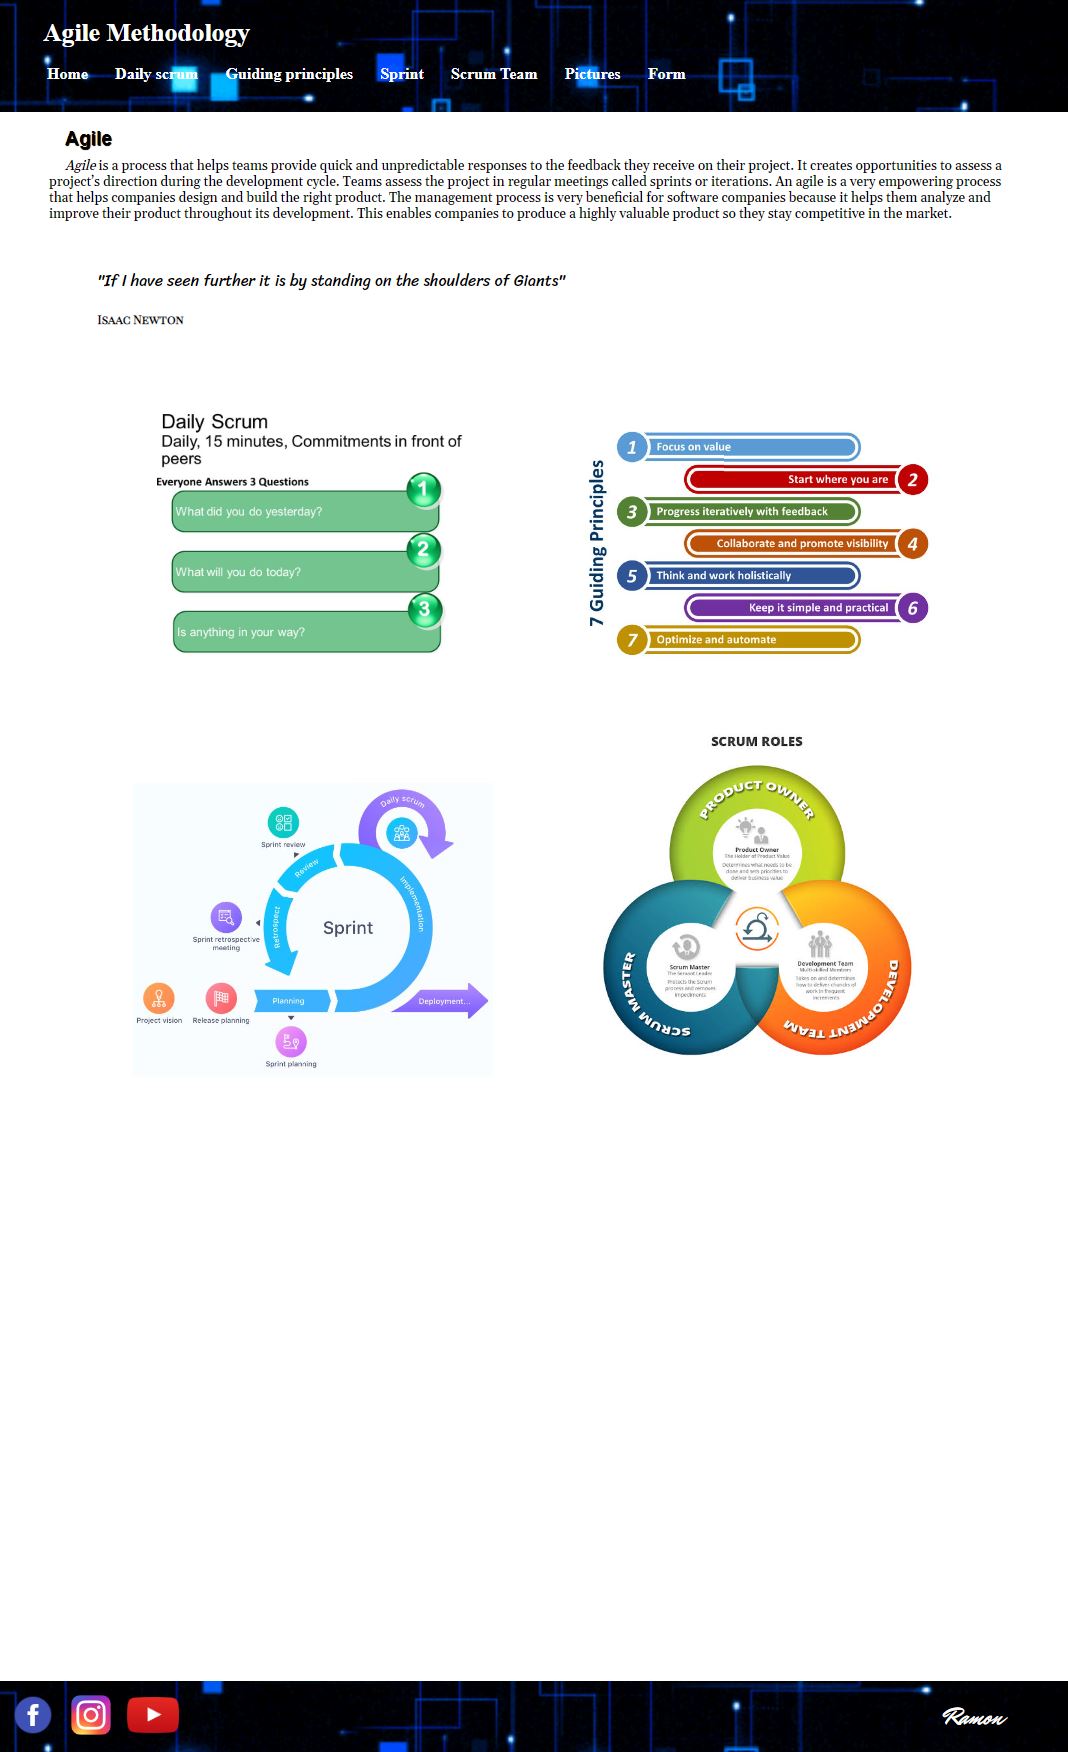 Agile Methodology
Home Daily scrum Guiding principles Sprint Scrum Team Pictures Form
Agile
Agile is a process that helps teams provide quick and unpredictable responses to the feedback they receive on their project. It creates opportunities to assess a
project's direction during the development cycle. Teams assess the project in regular meetings called sprints or iterations. An agile is a very empowering process
that helps companies design and build the right product. The management process is very beneficial for software companies because it helps them analyze and
improve their product throughout its development. This enables companies to produce a highly valuable product so they stay competitive in the market.
"If I have seen further it is by standing on the shoulders of Giants"
Isaac Newton
Daily Scrum
Daily, 15 minutes, Commitments in front of
peers
Everyone Answers 3 Questions
1
What did you do yesterday?
2
What will you do today?
3
Is anything in your way?
7 Guiding Principles
1 Focus on value
Start where you are 2
3 Progress iteratively with feedback
Collaborate and promote visibility 4
5 Think and work holistically
Keep it simple and practical 6
7 Optimize and automate
Daily scrum
Sprint review
Review
Implementation
Retrospect
Sprint
Sprint retrospective
meeting
Planning
Deployment...
Project vision
Release planning
Sprint planning
SCRUM ROLES
PRODUCT OWNER
Product Owner
The Holder of Product Value
Determines what needs to be
done and sets priorities to
deliver business value
SCRUM MASTER
Scrum Master
The Servant Leader
Protects the Scrum
process and removes
impediments
DEVELOPMENT TEAM
Development Team
Multiskilled Members
Takes on and determines
how to deliver chunks of
work in frequent
increments
Ramon